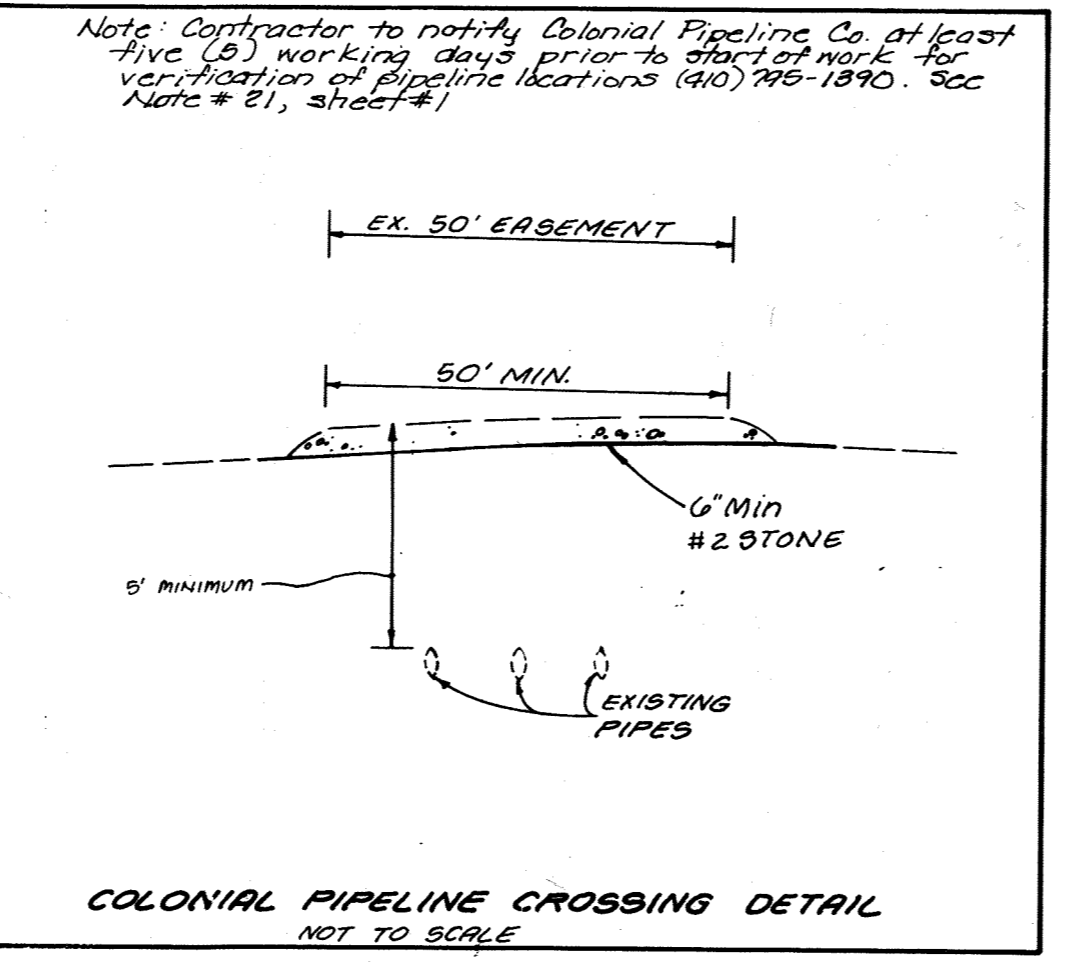 Note: Contractor to notify Colonial Pipeline Co. at least
five (5) working days prior to start of work for
verification of pipeline locations (410) 795-1390. See
Note # 21, sheet #1
EX. 50' EASEMENT
50' MIN.
6" Min
#2 STONE
5' MINIMUM
EXISTING
PIPES
COLONIAL PIPELINE CROSSING DETAIL
NOT TO SCALE